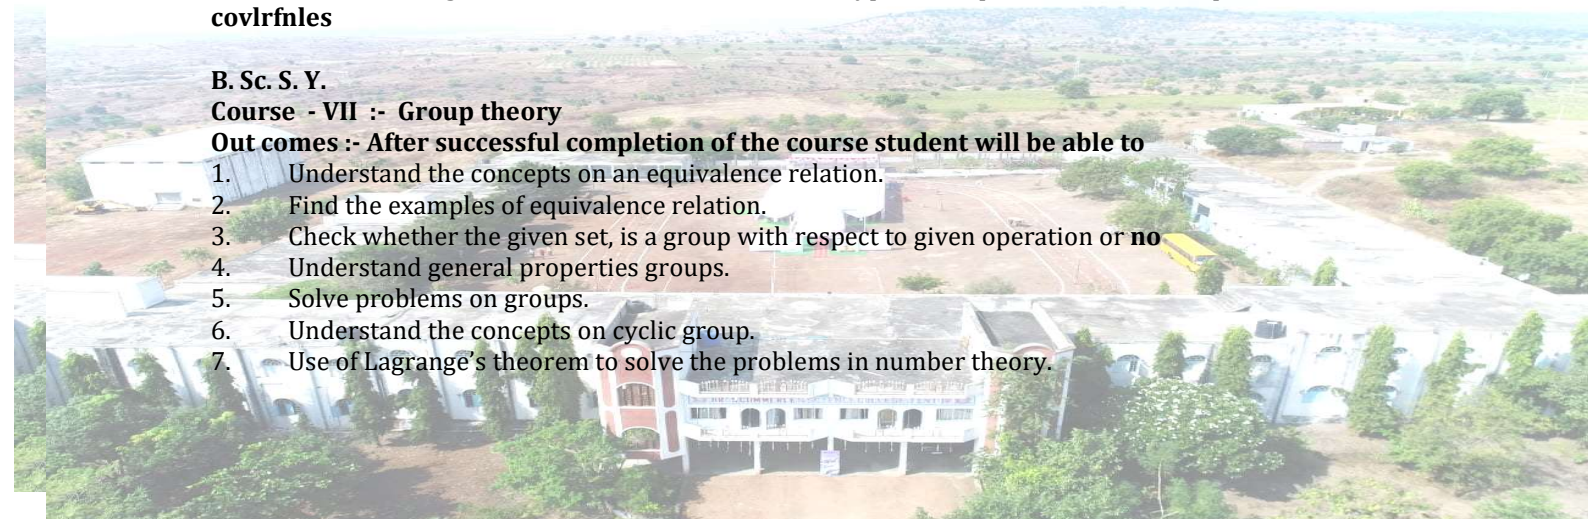 covlrfnles
B. Sc. S. Y.
Course - VII :- Group theory
Out comes :- After successful completion of the course student will be able to
1. Understand the concepts on an equivalence relation.
2. Find the examples of equivalence relation.
3. Check whether the given set, is a group with respect to given operation or no
4. Understand general properties groups.
5. Solve problems on groups.
6. Understand the concepts on cyclic group.
7. Use of Lagrange’s theorem to solve the problems in number theory.